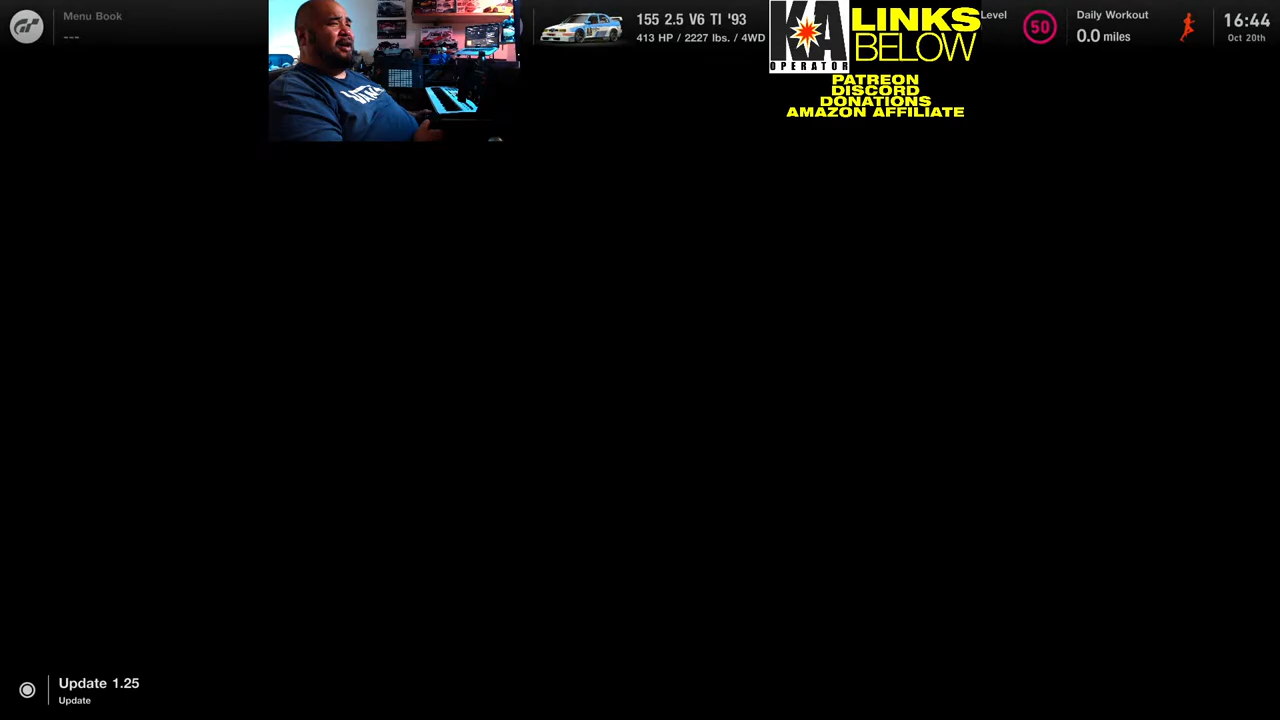 Menu Book
---
155 2.5 V6 TI '93
413 HP / 2227 lbs. / 4WD
KA
OPERATOR
LINKS
BELOW
PATREON
DISCORD
DONATIONS
AMAZON AFFILIATE
Level
50
Daily Workout
0.0 miles
16:44
Oct 20th
VANS
Update 1.25
Update